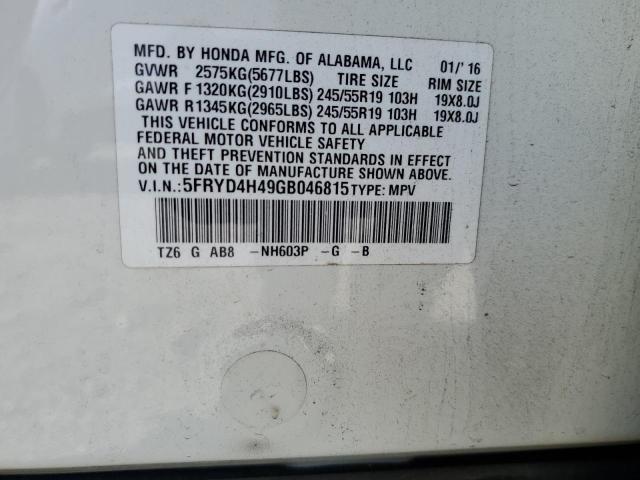 MFD. BY HONDA MFG. OF ALABAMA, LLC 01/'16
GVWR 2575KG(5677LBS) TIRE SIZE RIM SIZE
GAWR F 1320KG(2910LBS) 245/55R19 103H 19X8.0J
GAWR R 1345KG(2965LBS) 245/55R19 103H 19X8.0J
THIS VEHICLE CONFORMS TO ALL APPLICABLE
FEDERAL MOTOR VEHICLE SAFETY
AND THEFT PREVENTION STANDARDS IN EFFECT
ON THE DATE OF MANUFACTURE SHOWN ABOVE.
V.I.N.:5FRYD4H49GB046815 TYPE: MPV
TZ6 G AB8 -NH603P -G -B